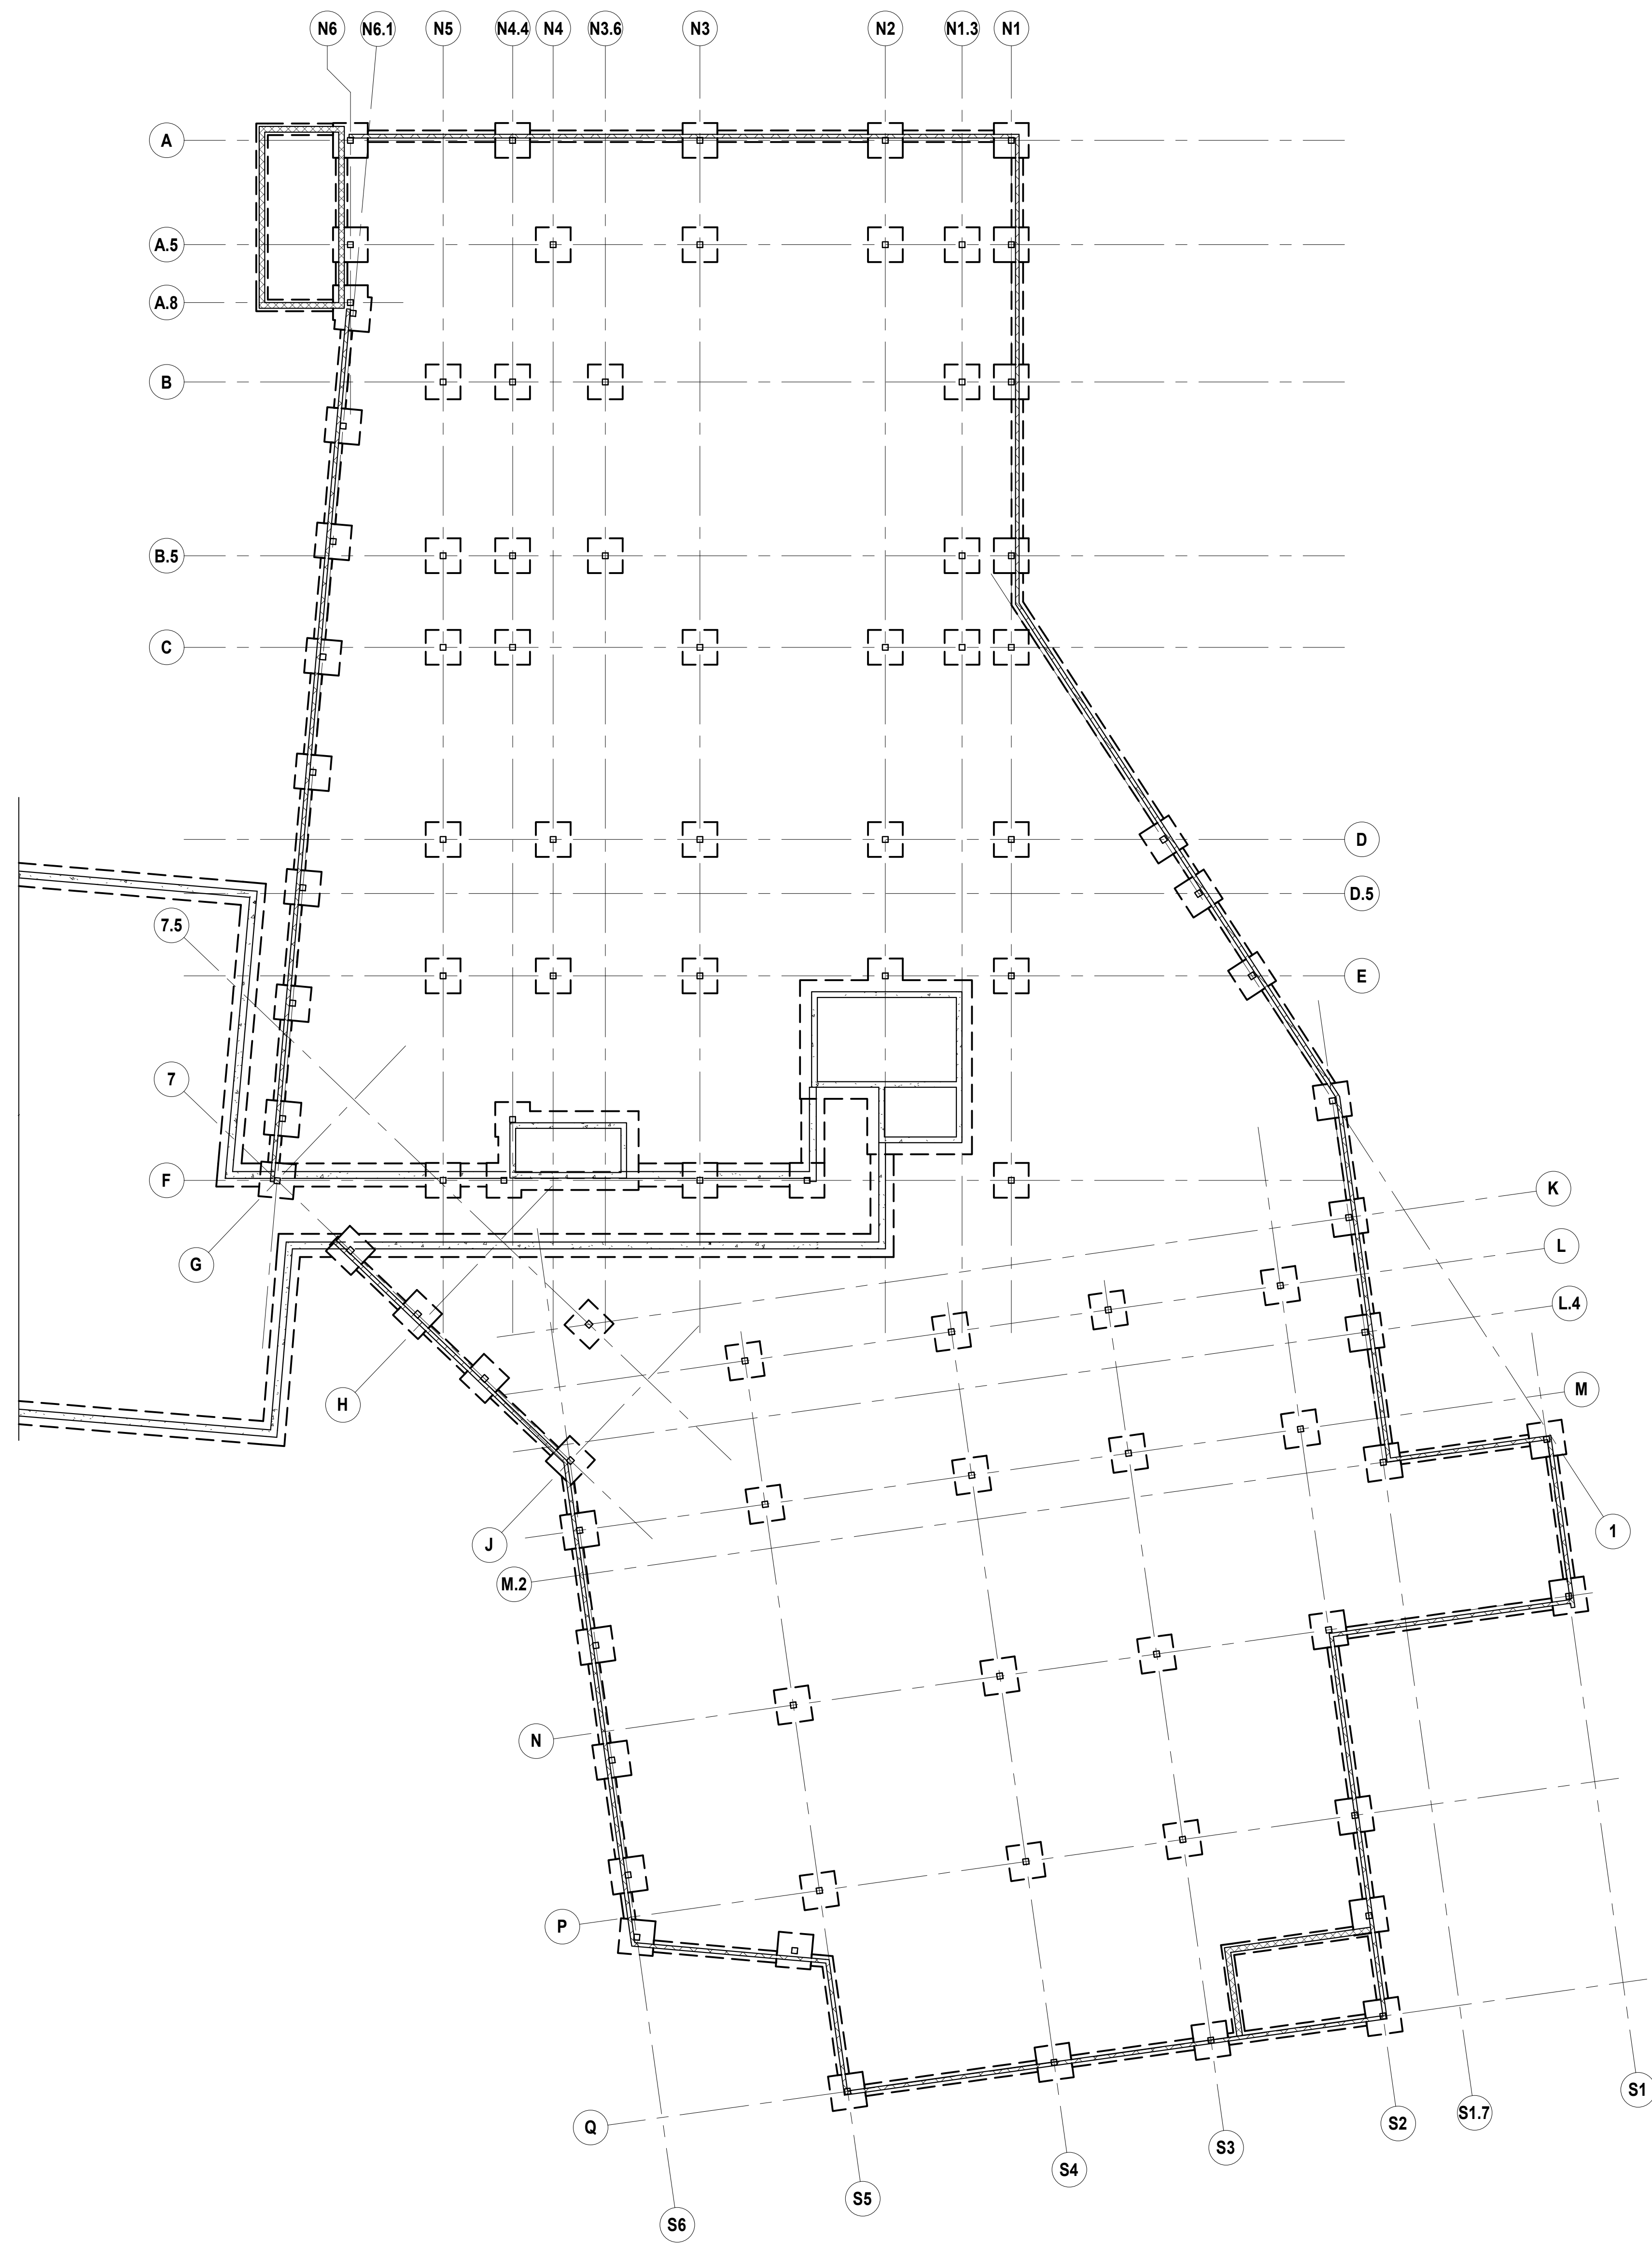 N6 N6.1 N5 N4.4 N4 N3.6 N3 N2 N1.3 N1
A
A.5
A.8
B
B.5
C
D
D.5
7.5
E
7
F
K
G
L
L.4
M
H
1
J
M.2
N
P
S1
S1.7
S2
Q
S3
S4
S5
S6